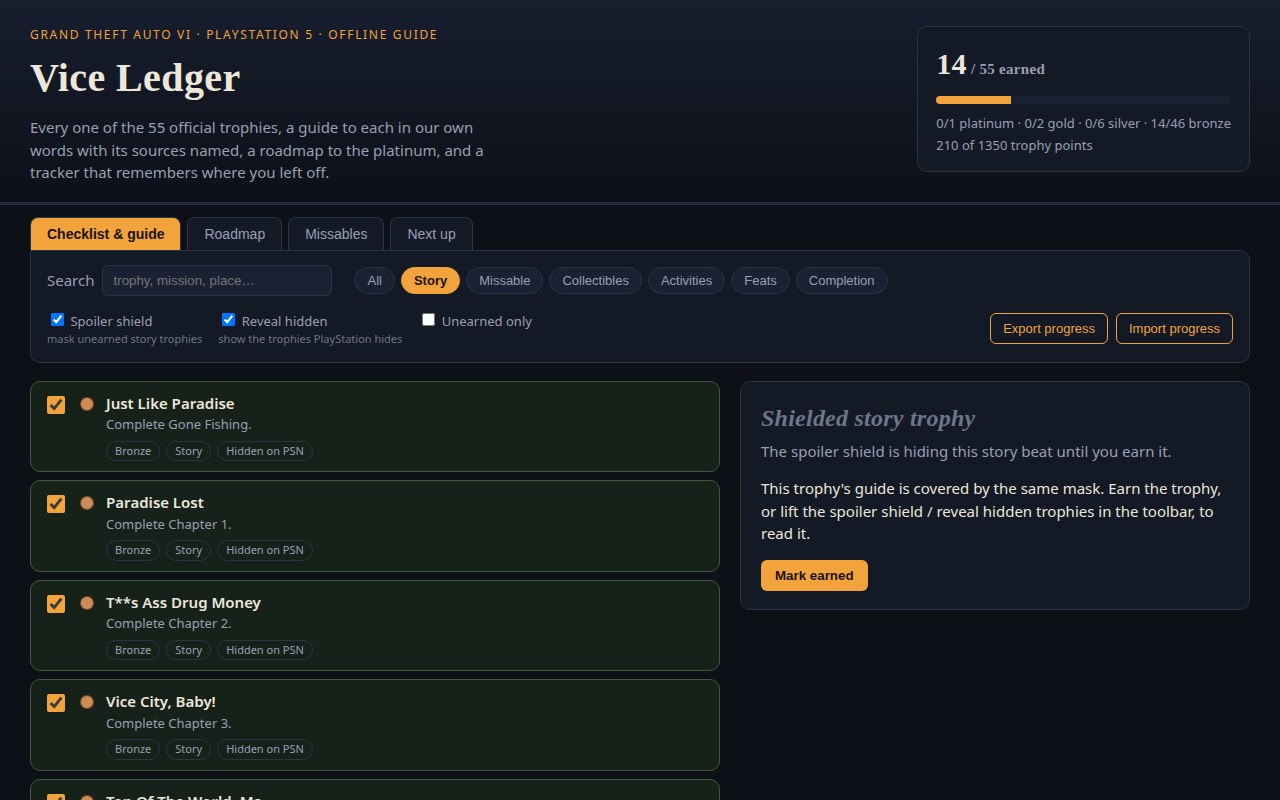 GRAND THEFT AUTO VI · PLAYSTATION 5 · OFFLINE GUIDE
Vice Ledger
Every one of the 55 official trophies, a guide to each in our own
words with its sources named, a roadmap to the platinum, and a
tracker that remembers where you left off.
14 / 55 earned
0/1 platinum · 0/2 gold · 0/6 silver · 14/46 bronze
210 of 1350 trophy points
Checklist & guide
Roadmap
Missables
Next up
Search
trophy, mission, place…
All
Story
Missable
Collectibles
Activities
Feats
Completion
Spoiler shield
mask unearned story trophies
Reveal hidden
show the trophies PlayStation hides
Unearned only
Export progress
Import progress
Just Like Paradise
Complete Gone Fishing.
Bronze
Story
Hidden on PSN
Paradise Lost
Complete Chapter 1.
Bronze
Story
Hidden on PSN
T**s Ass Drug Money
Complete Chapter 2.
Bronze
Story
Hidden on PSN
Vice City, Baby!
Complete Chapter 3.
Bronze
Story
Hidden on PSN
Top Of The World, Ma
Shielded story trophy
The spoiler shield is hiding this story beat until you earn it.
This trophy's guide is covered by the same mask. Earn the trophy,
or lift the spoiler shield / reveal hidden trophies in the toolbar, to
read it.
Mark earned